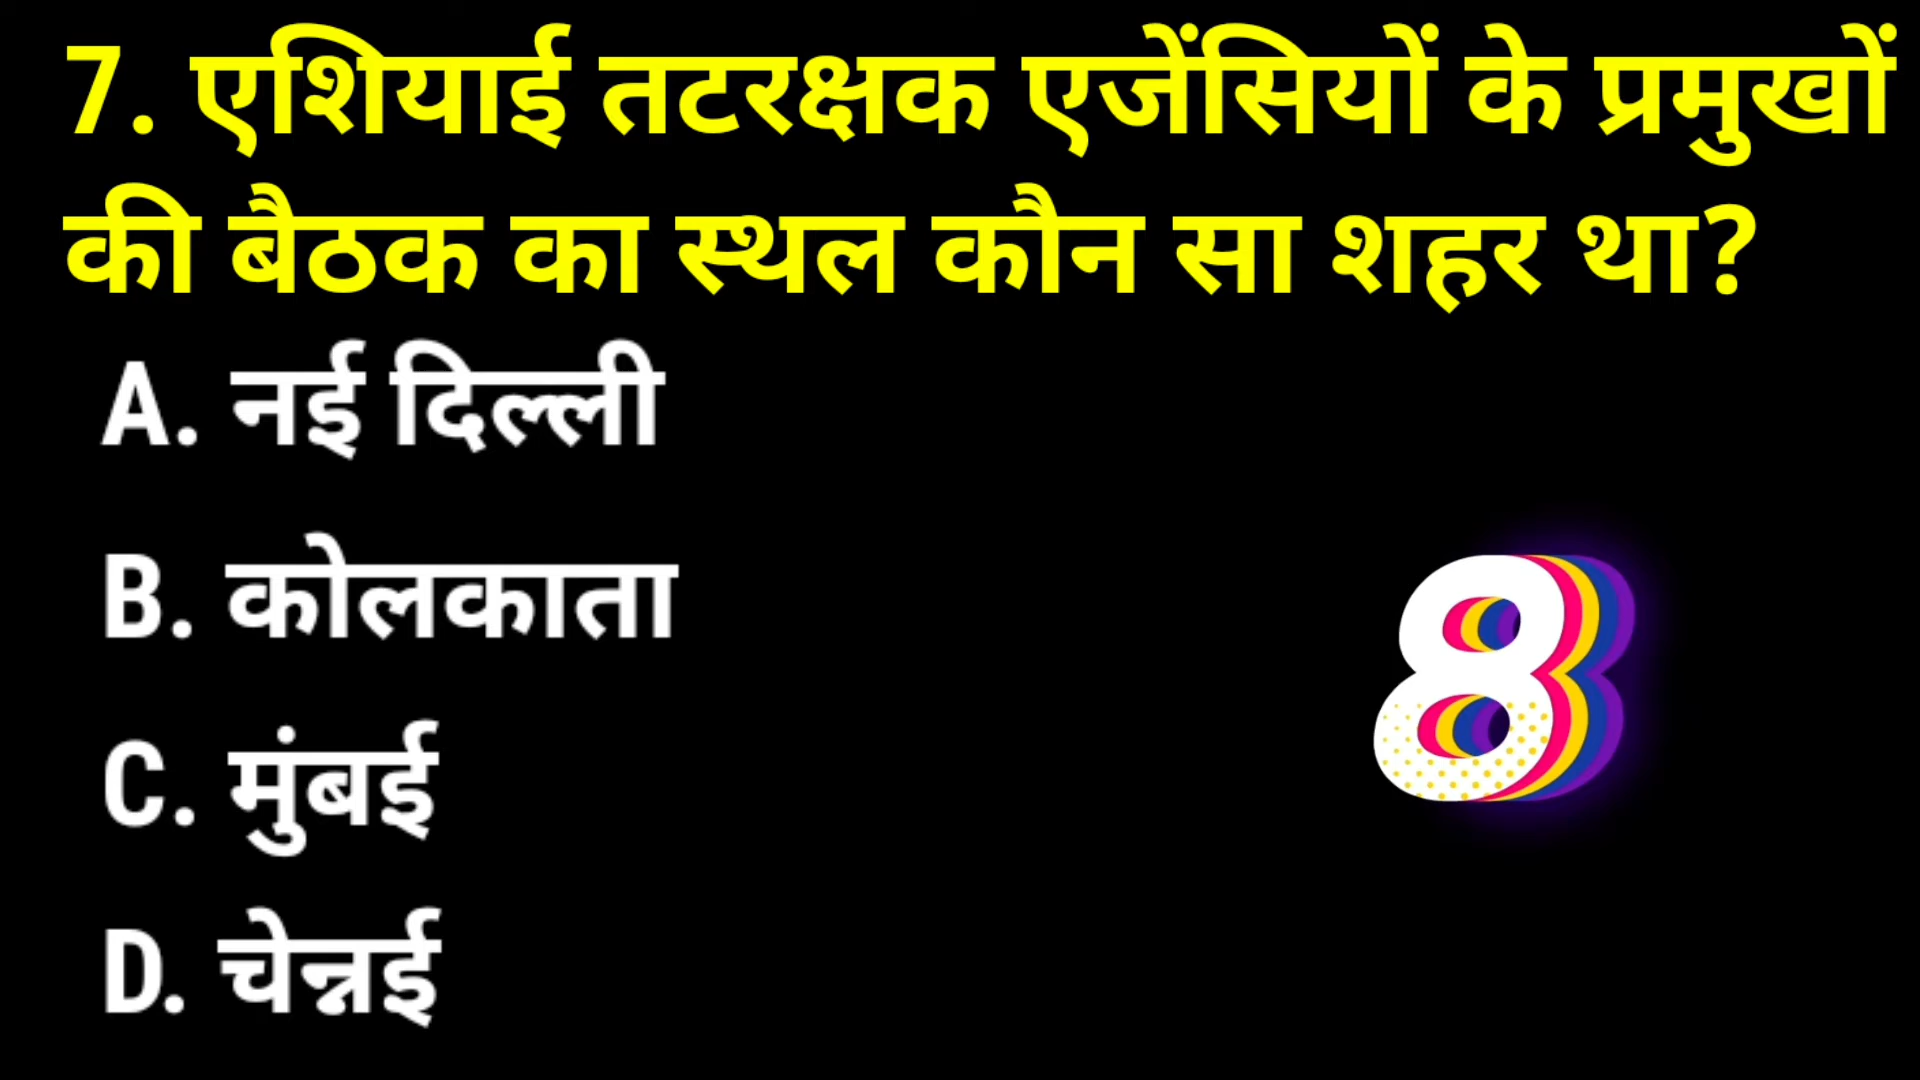 7. एशियाई तटरक्षक एजेंसियों के प्रमुखों
की बैठक का स्थल कौन सा शहर था?
A. नई दिल्ली
B. कोलकाता
8
C. मुंबई
D. चेन्नई